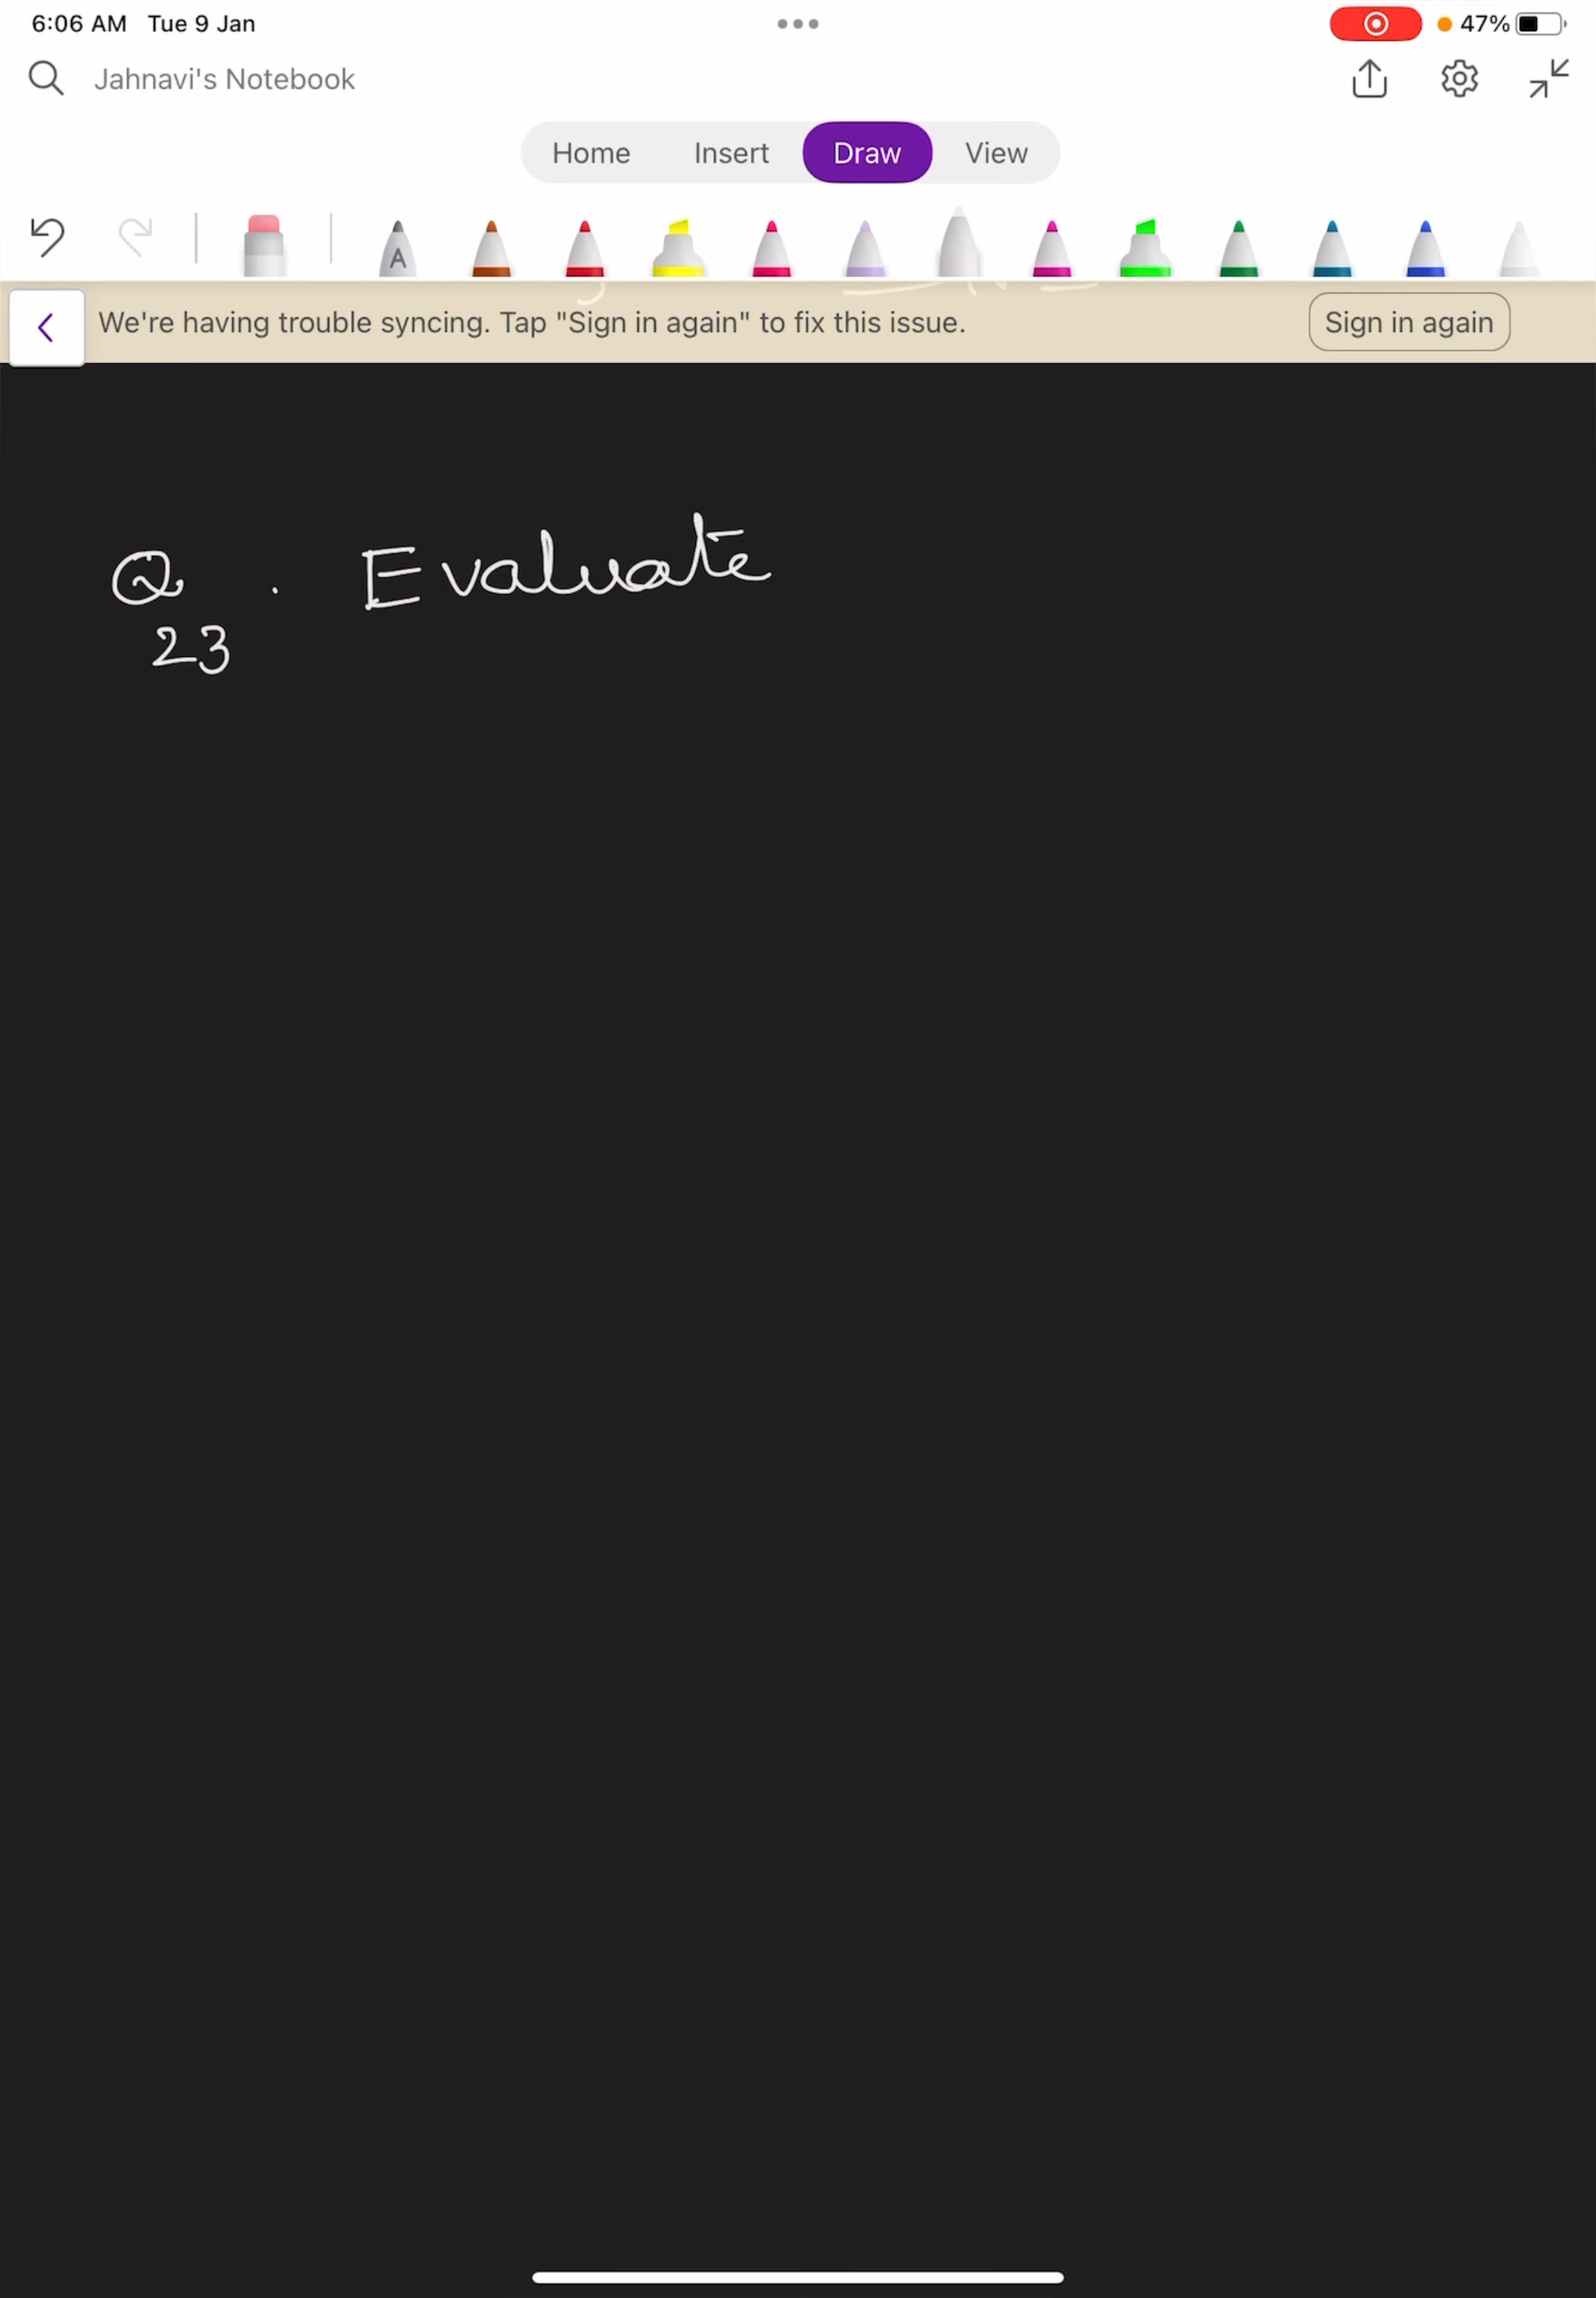 6:06 AM Tue 9 Jan 47%
Jahnavi's Notebook
Home Insert Draw View
A
We're having trouble syncing. Tap "Sign in again" to fix this issue. Sign in again
Q . Evaluate
23